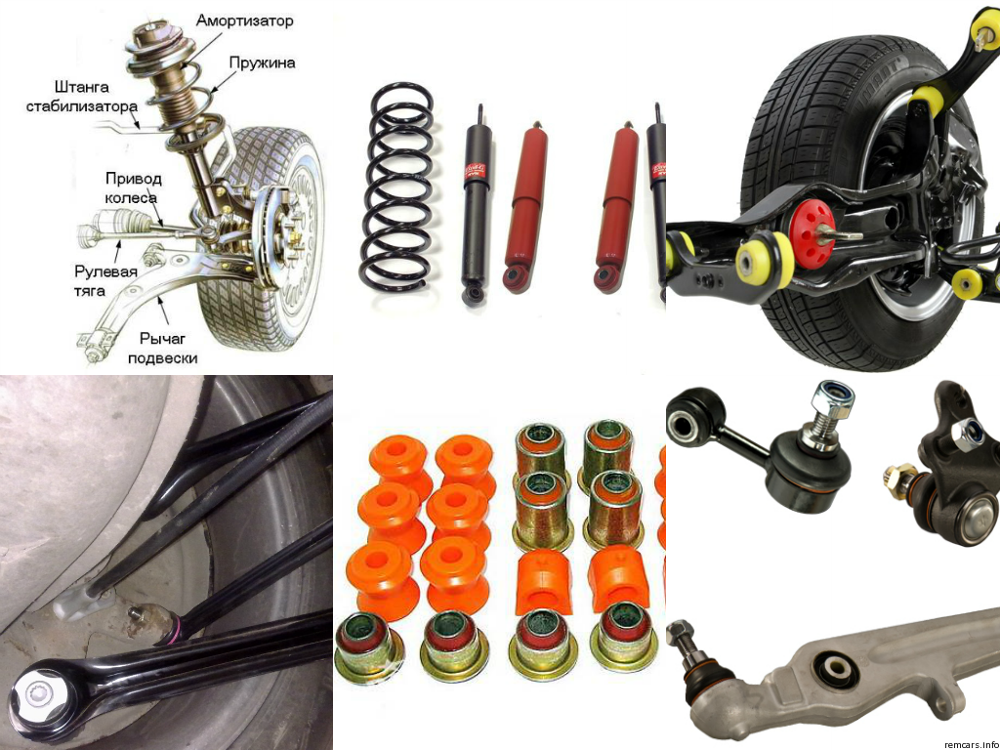 Амортизатор
Пружина
Штанга
стабилизатора
Привод
колеса
Рулевая
тяга
Рычаг
подвески
remcars.info